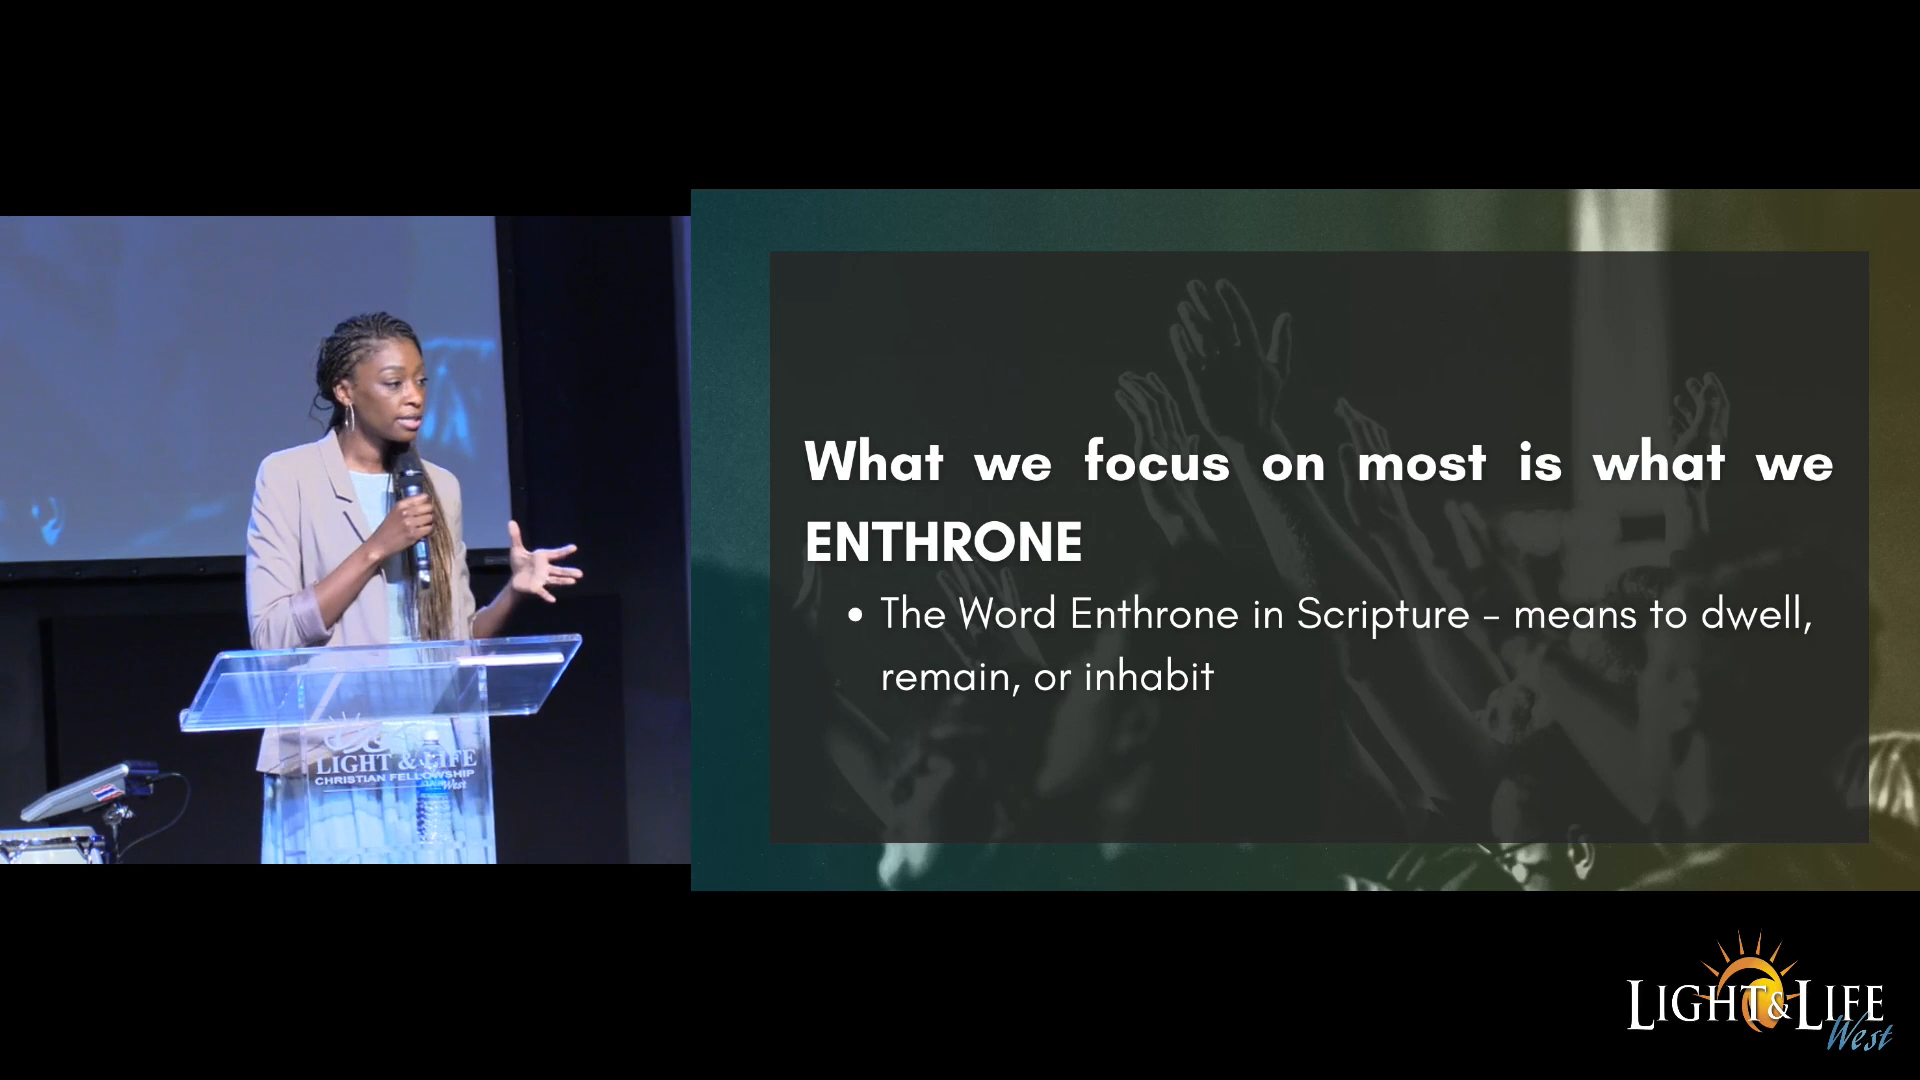 What we focus on most is what we
ENTHRONE
• The Word Enthrone in Scripture - means to dwell,
remain, or inhabit
LIGHT & LIFE
CHRISTIAN FELLOWSHIP
West
LIGHT & LIFE
West